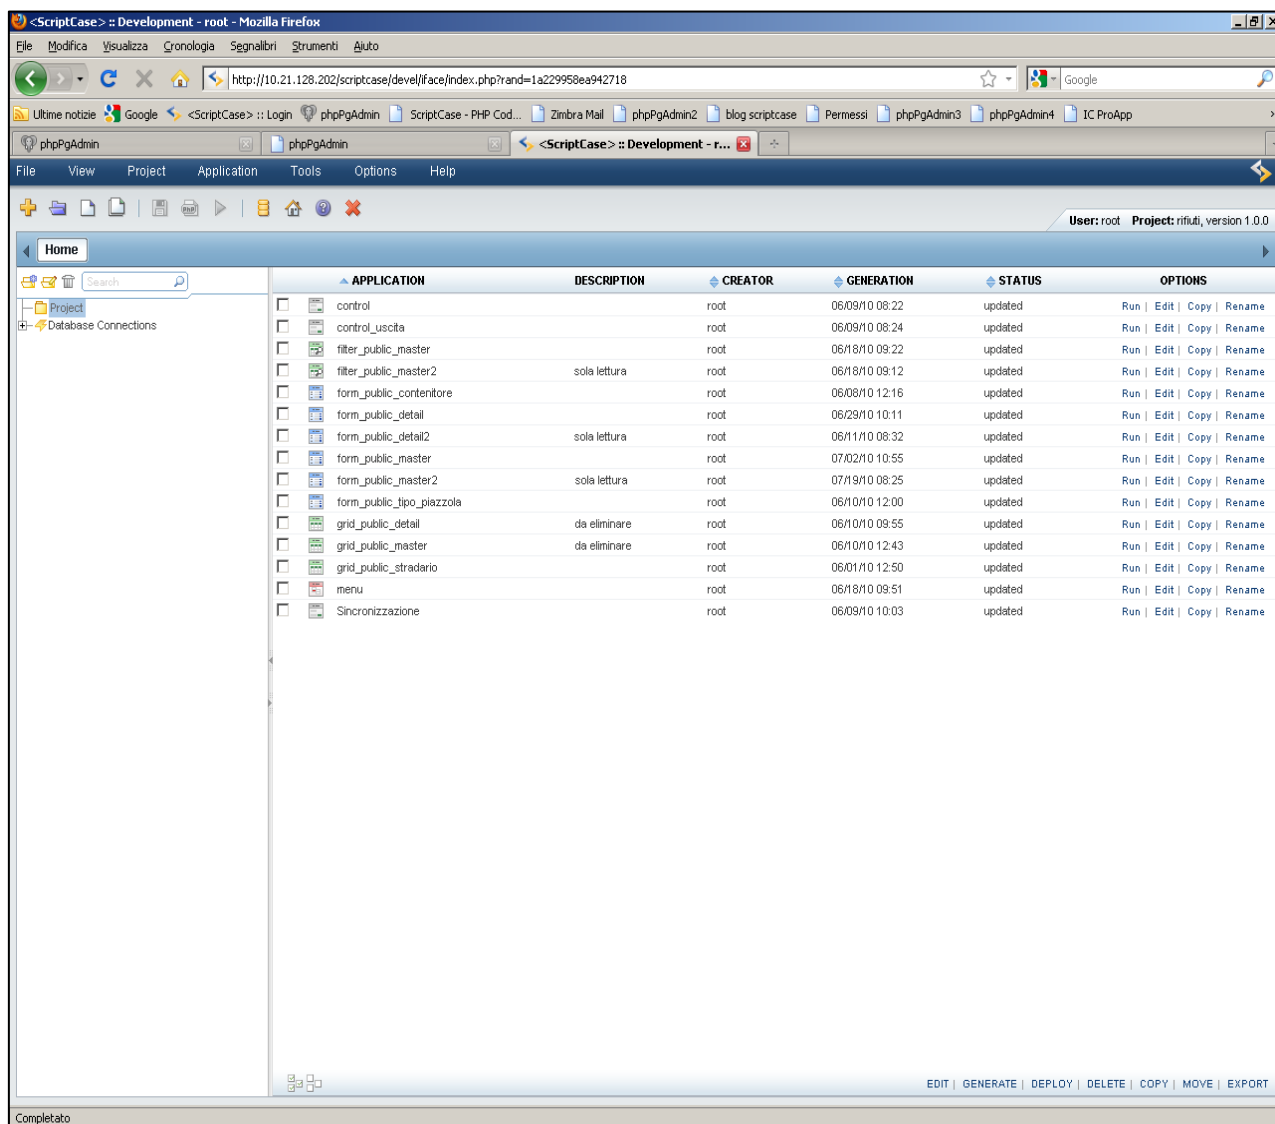 <ScriptCase> :: Development - root - Mozilla Firefox
File Modifica Visualizza Cronologia Segnalibri Strumenti Aiuto
http://10.21.128.202/scriptcase/devel/iface/index.php?rand=1a229958ea942718 Google
Ultime notizie Google <ScriptCase> :: Login phpPgAdmin ScriptCase - PHP Cod... Zimbra Mail phpPgAdmin2 blog scriptcase Permessi phpPgAdmin3 phpPgAdmin4 IC ProApp
phpPgAdmin phpPgAdmin <ScriptCase> :: Development - r...
File View Project Application Tools Options Help
User: root Project: rifiuti, version 1.0.0
Home
Search APPLICATION DESCRIPTION CREATOR GENERATION STATUS OPTIONS
Project
Database Connections
control root 06/09/10 08:22 updated Run | Edit | Copy | Rename
control_uscita root 06/09/10 08:24 updated Run | Edit | Copy | Rename
filter_public_master root 06/18/10 09:22 updated Run | Edit | Copy | Rename
filter_public_master2 sola lettura root 06/18/10 09:12 updated Run | Edit | Copy | Rename
form_public_contenitore root 06/08/10 12:16 updated Run | Edit | Copy | Rename
form_public_detail root 06/29/10 10:11 updated Run | Edit | Copy | Rename
form_public_detail2 sola lettura root 06/11/10 08:32 updated Run | Edit | Copy | Rename
form_public_master root 07/02/10 10:55 updated Run | Edit | Copy | Rename
form_public_master2 sola lettura root 07/19/10 08:25 updated Run | Edit | Copy | Rename
form_public_tipo_piazzola root 06/10/10 12:00 updated Run | Edit | Copy | Rename
grid_public_detail da eliminare root 06/10/10 09:55 updated Run | Edit | Copy | Rename
grid_public_master da eliminare root 06/10/10 12:43 updated Run | Edit | Copy | Rename
grid_public_stradario root 06/01/10 12:50 updated Run | Edit | Copy | Rename
menu root 06/18/10 09:51 updated Run | Edit | Copy | Rename
Sincronizzazione root 06/09/10 10:03 updated Run | Edit | Copy | Rename
EDIT | GENERATE | DEPLOY | DELETE | COPY | MOVE | EXPORT
Completato